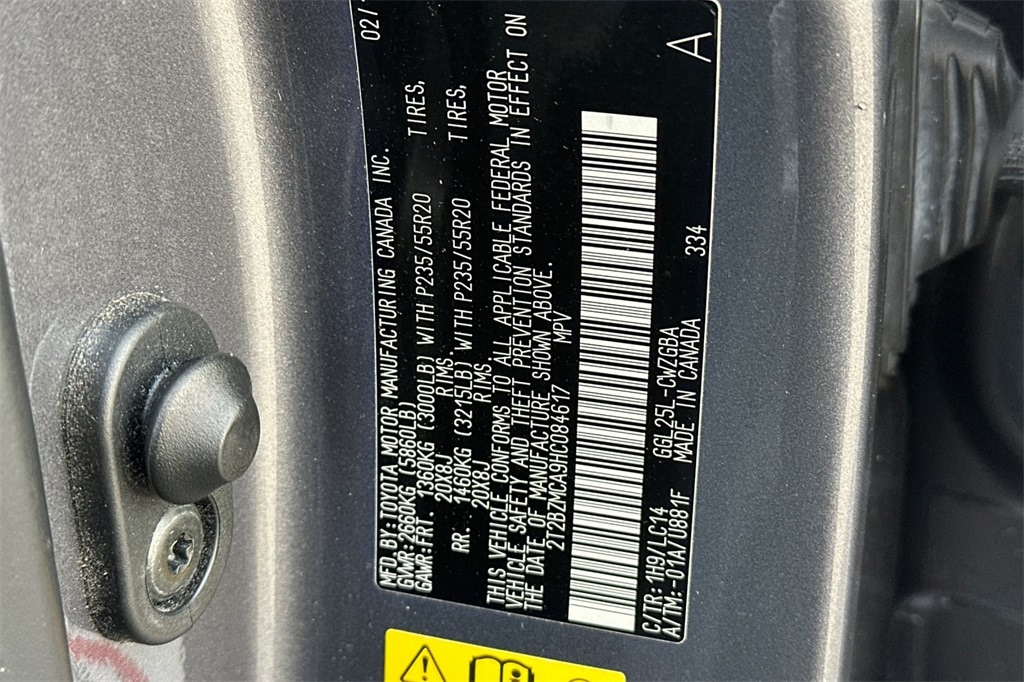 MFD.BY:TOYOTA MOTOR MANUFACTURING CANADA INC. 02/
GVWR:2660KG (5860LB)
GAWR:FRT. 1360KG (3000LB) WITH P235/55R20 TIRES,
20X8J RIMS.
RR. 1460KG (3215LB) WITH P235/55R20 TIRES,
20X8J RIMS.
THIS VEHICLE CONFORMS TO ALL APPLICABLE FEDERAL MOTOR
VEHICLE SAFETY AND THEFT PREVENTION STANDARDS IN EFFECT ON
THE DATE OF MANUFACTURE SHOWN ABOVE.
2T2BZMCA9HC084617 MPV
C/TR:1H9/LC14 GGL25L-CWZGBA 334
A/TM:-01A/U881F MADE IN CANADA A